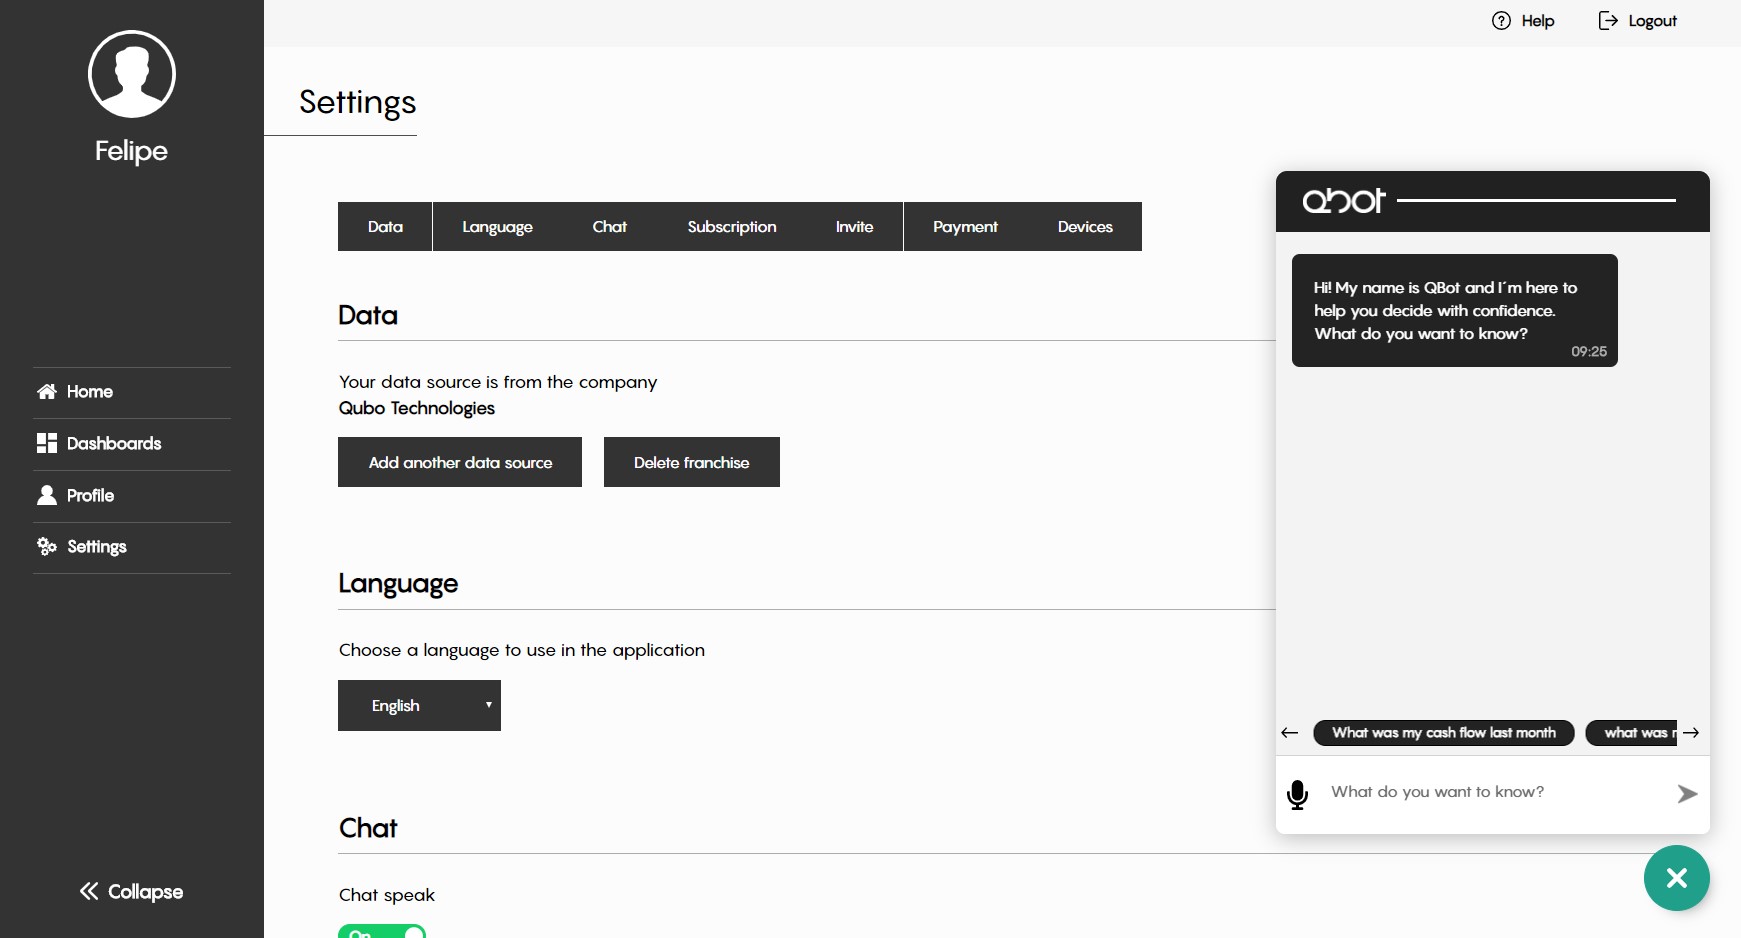 Felipe
Home
Dashboards
Profile
Settings
Collapse
Help
Logout
Settings
Data
Language
Chat
Subscription
Invite
Payment
Devices
Data
Your data source is from the company
Qubo Technologies
Add another data source
Delete franchise
Language
Choose a language to use in the application
English
Chat
Chat speak
On
Qbot
Hi! My name is QBot and I´m here to
help you decide with confidence.
What do you want to know?
09:25
What was my cash flow last month
what was
What do you want to know?